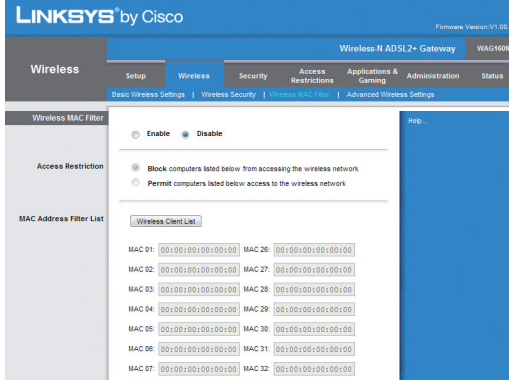 LINKSYS® by Cisco
Firmware Version:V1.00.
Wireless-N ADSL2+ Gateway WAG160N
Wireless
Setup Wireless Security Access Restrictions Applications & Gaming Administration Status
Basic Wireless Settings | Wireless Security | Wireless MAC Filter | Advanced Wireless Settings
Wireless MAC Filter
Help...
Enable Disable
Access Restriction
Block computers listed below from accessing the wireless network
Permit computers listed below access to the wireless network
MAC Address Filter List
Wireless Client List
MAC 01: 00:00:00:00:00:00 MAC 26: 00:00:00:00:00:00
MAC 02: 00:00:00:00:00:00 MAC 27: 00:00:00:00:00:00
MAC 03: 00:00:00:00:00:00 MAC 28: 00:00:00:00:00:00
MAC 04: 00:00:00:00:00:00 MAC 29: 00:00:00:00:00:00
MAC 05: 00:00:00:00:00:00 MAC 30: 00:00:00:00:00:00
MAC 06: 00:00:00:00:00:00 MAC 31: 00:00:00:00:00:00
MAC 07: 00:00:00:00:00:00 MAC 32: 00:00:00:00:00:00